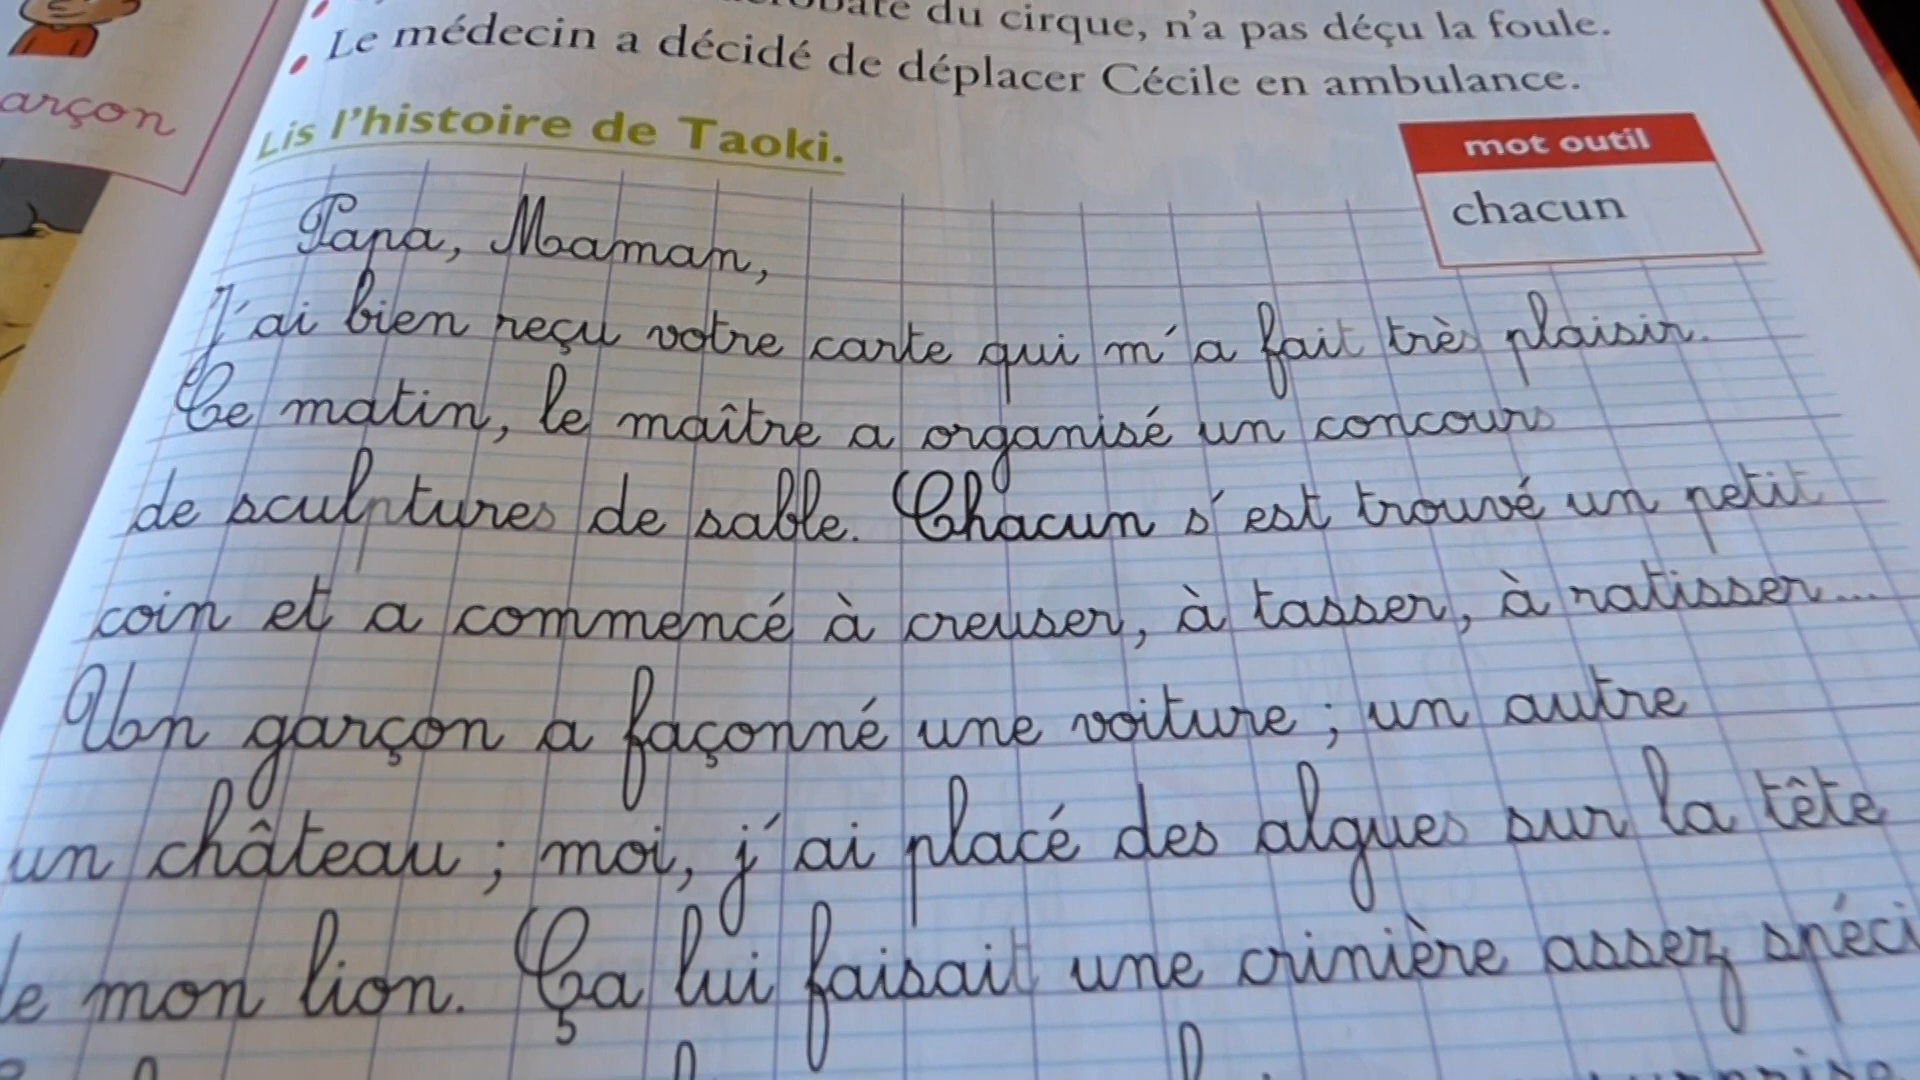 du cirque, n'a pas déçu la foule.
Le médecin a décidé de déplacer Cécile en ambulance.
arçon
Lis l'histoire de Taoki.
mot outil
chacun
Papa, Maman,
J'ai bien reçu votre carte qui m'a fait très plaisir.
Ce matin, le maître a organisé un concours
de sculptures de sable. Chacun s'est trouvé un petit
coin et a commencé à creuser, à tasser, à ratisser...
Un garçon a façonné une voiture ; un autre
un château ; moi, j'ai placé des algues sur la tête
de mon lion. Ça lui faisait une crinière assez spéci